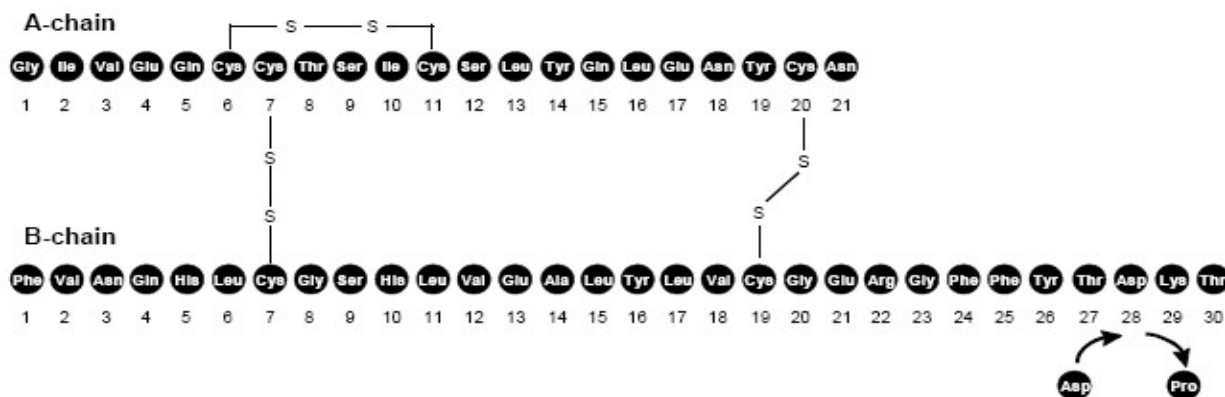 A-chain
S S
Gly Ile Val Glu Gln Cys Cys Thr Ser Ile Cys Ser Leu Tyr Gln Leu Glu Asn Tyr Cys Asn
1 2 3 4 5 6 7 8 9 10 11 12 13 14 15 16 17 18 19 20 21
S S
S S
B-chain
Phe Val Asn Gln His Leu Cys Gly Ser His Leu Val Glu Ala Leu Tyr Leu Val Cys Gly Glu Arg Gly Phe Phe Tyr Thr Asp Lys Thr
1 2 3 4 5 6 7 8 9 10 11 12 13 14 15 16 17 18 19 20 21 22 23 24 25 26 27 28 29 30
Asp Pro